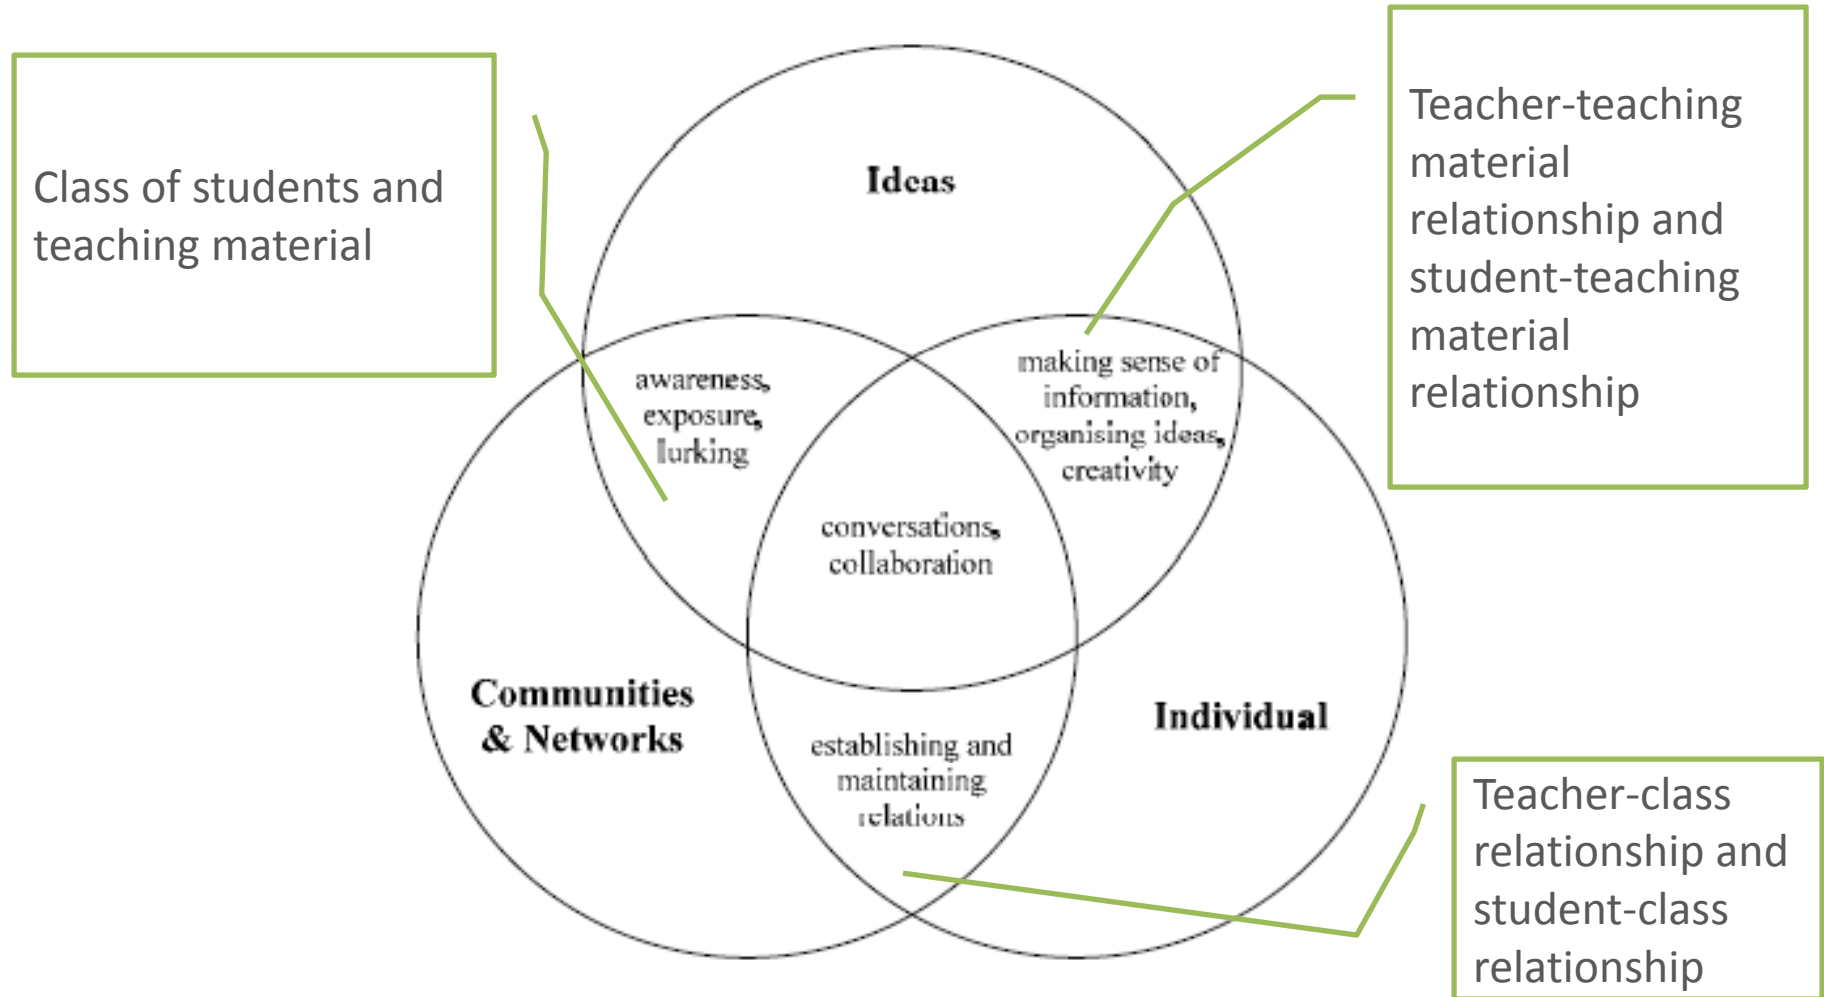 Class of students and
teaching material
Ideas
Teacher-teaching
material
relationship and
student-teaching
material
relationship
awareness,
exposure,
lurking
making sense of
information,
organising ideas,
creativity
conversations,
collaboration
Communities
& Networks
Individual
establishing and
maintaining
relations
Teacher-class
relationship and
student-class
relationship